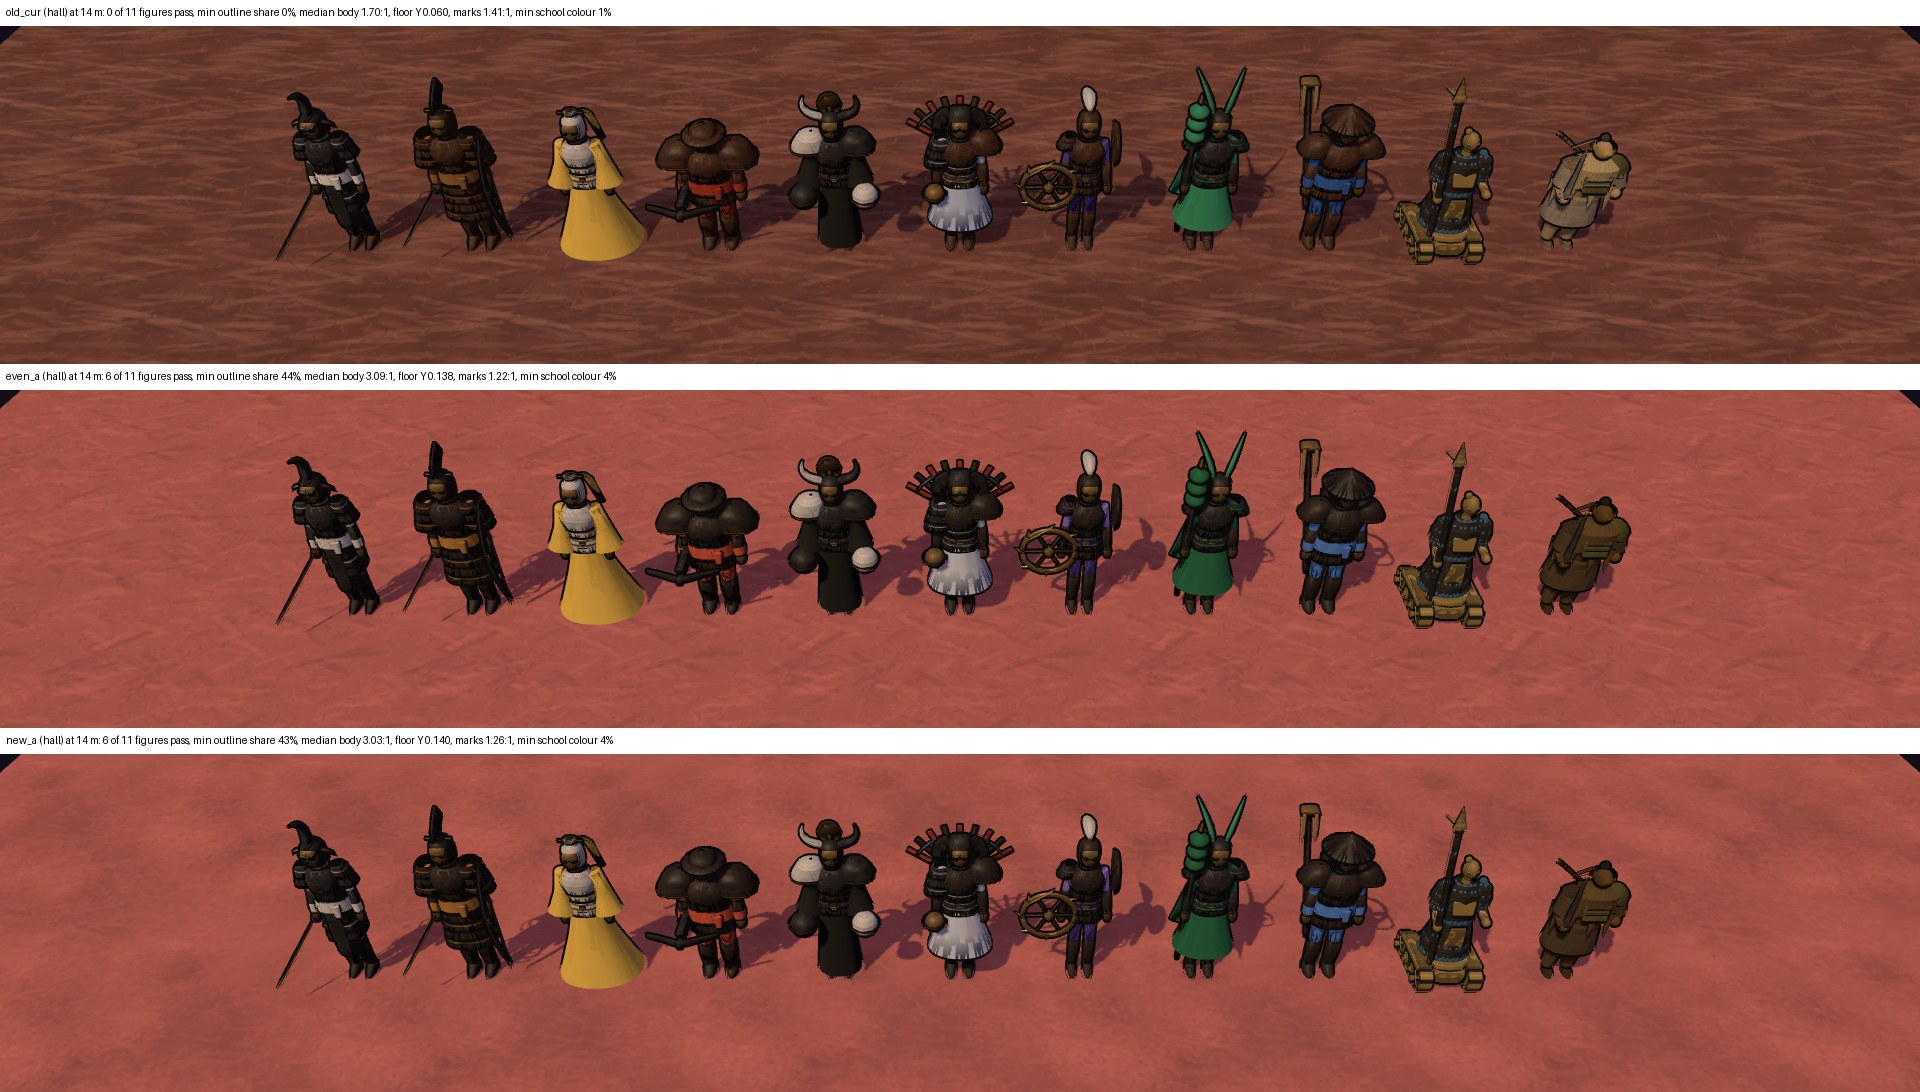 old_cur (hall) at 14 m: 0 of 11 figures pass, min outline share 0%, median body 1.70:1, floor Y 0.060, marks 1.41:1, min school colour 1%
even_a (hall) at 14 m: 6 of 11 figures pass, min outline share 44%, median body 3.09:1, floor Y 0.138, marks 1.22:1, min school colour 4%
new_a (hall) at 14 m: 6 of 11 figures pass, min outline share 43%, median body 3.03:1, floor Y 0.140, marks 1.26:1, min school colour 4%